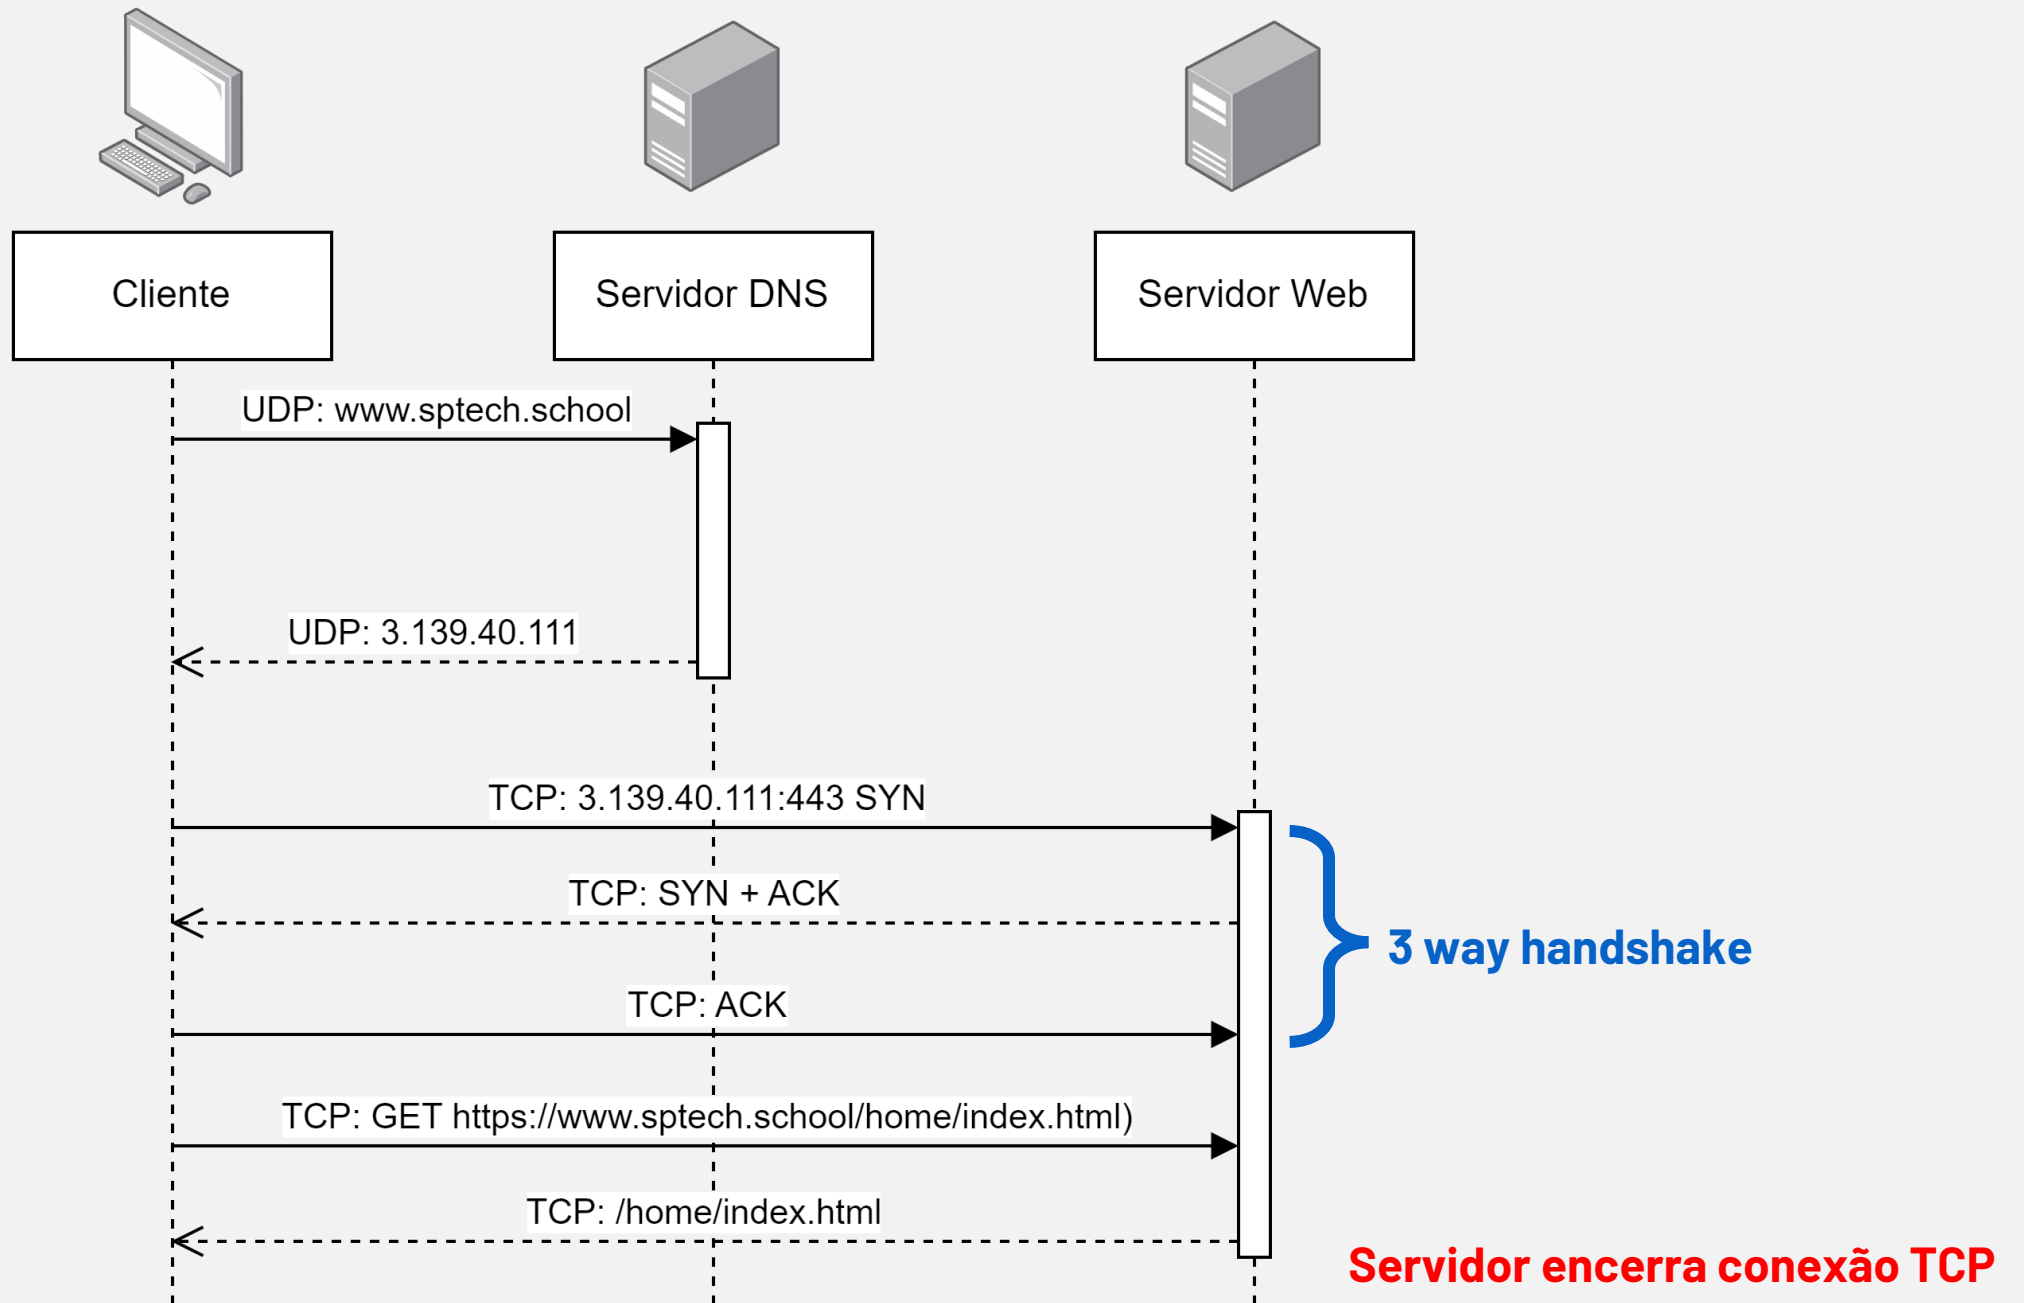 Cliente
Servidor DNS
Servidor Web
UDP: www.sptech.school
UDP: 3.139.40.111
TCP: 3.139.40.111:443 SYN
TCP: SYN + ACK
3 way handshake
TCP: ACK
TCP: GET https://www.sptech.school/home/index.html)
TCP: /home/index.html
Servidor encerra conexão TCP